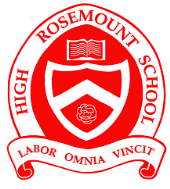 HIGH ROSEMOUNT SCHOOL
LABOR OMNIA VINCIT